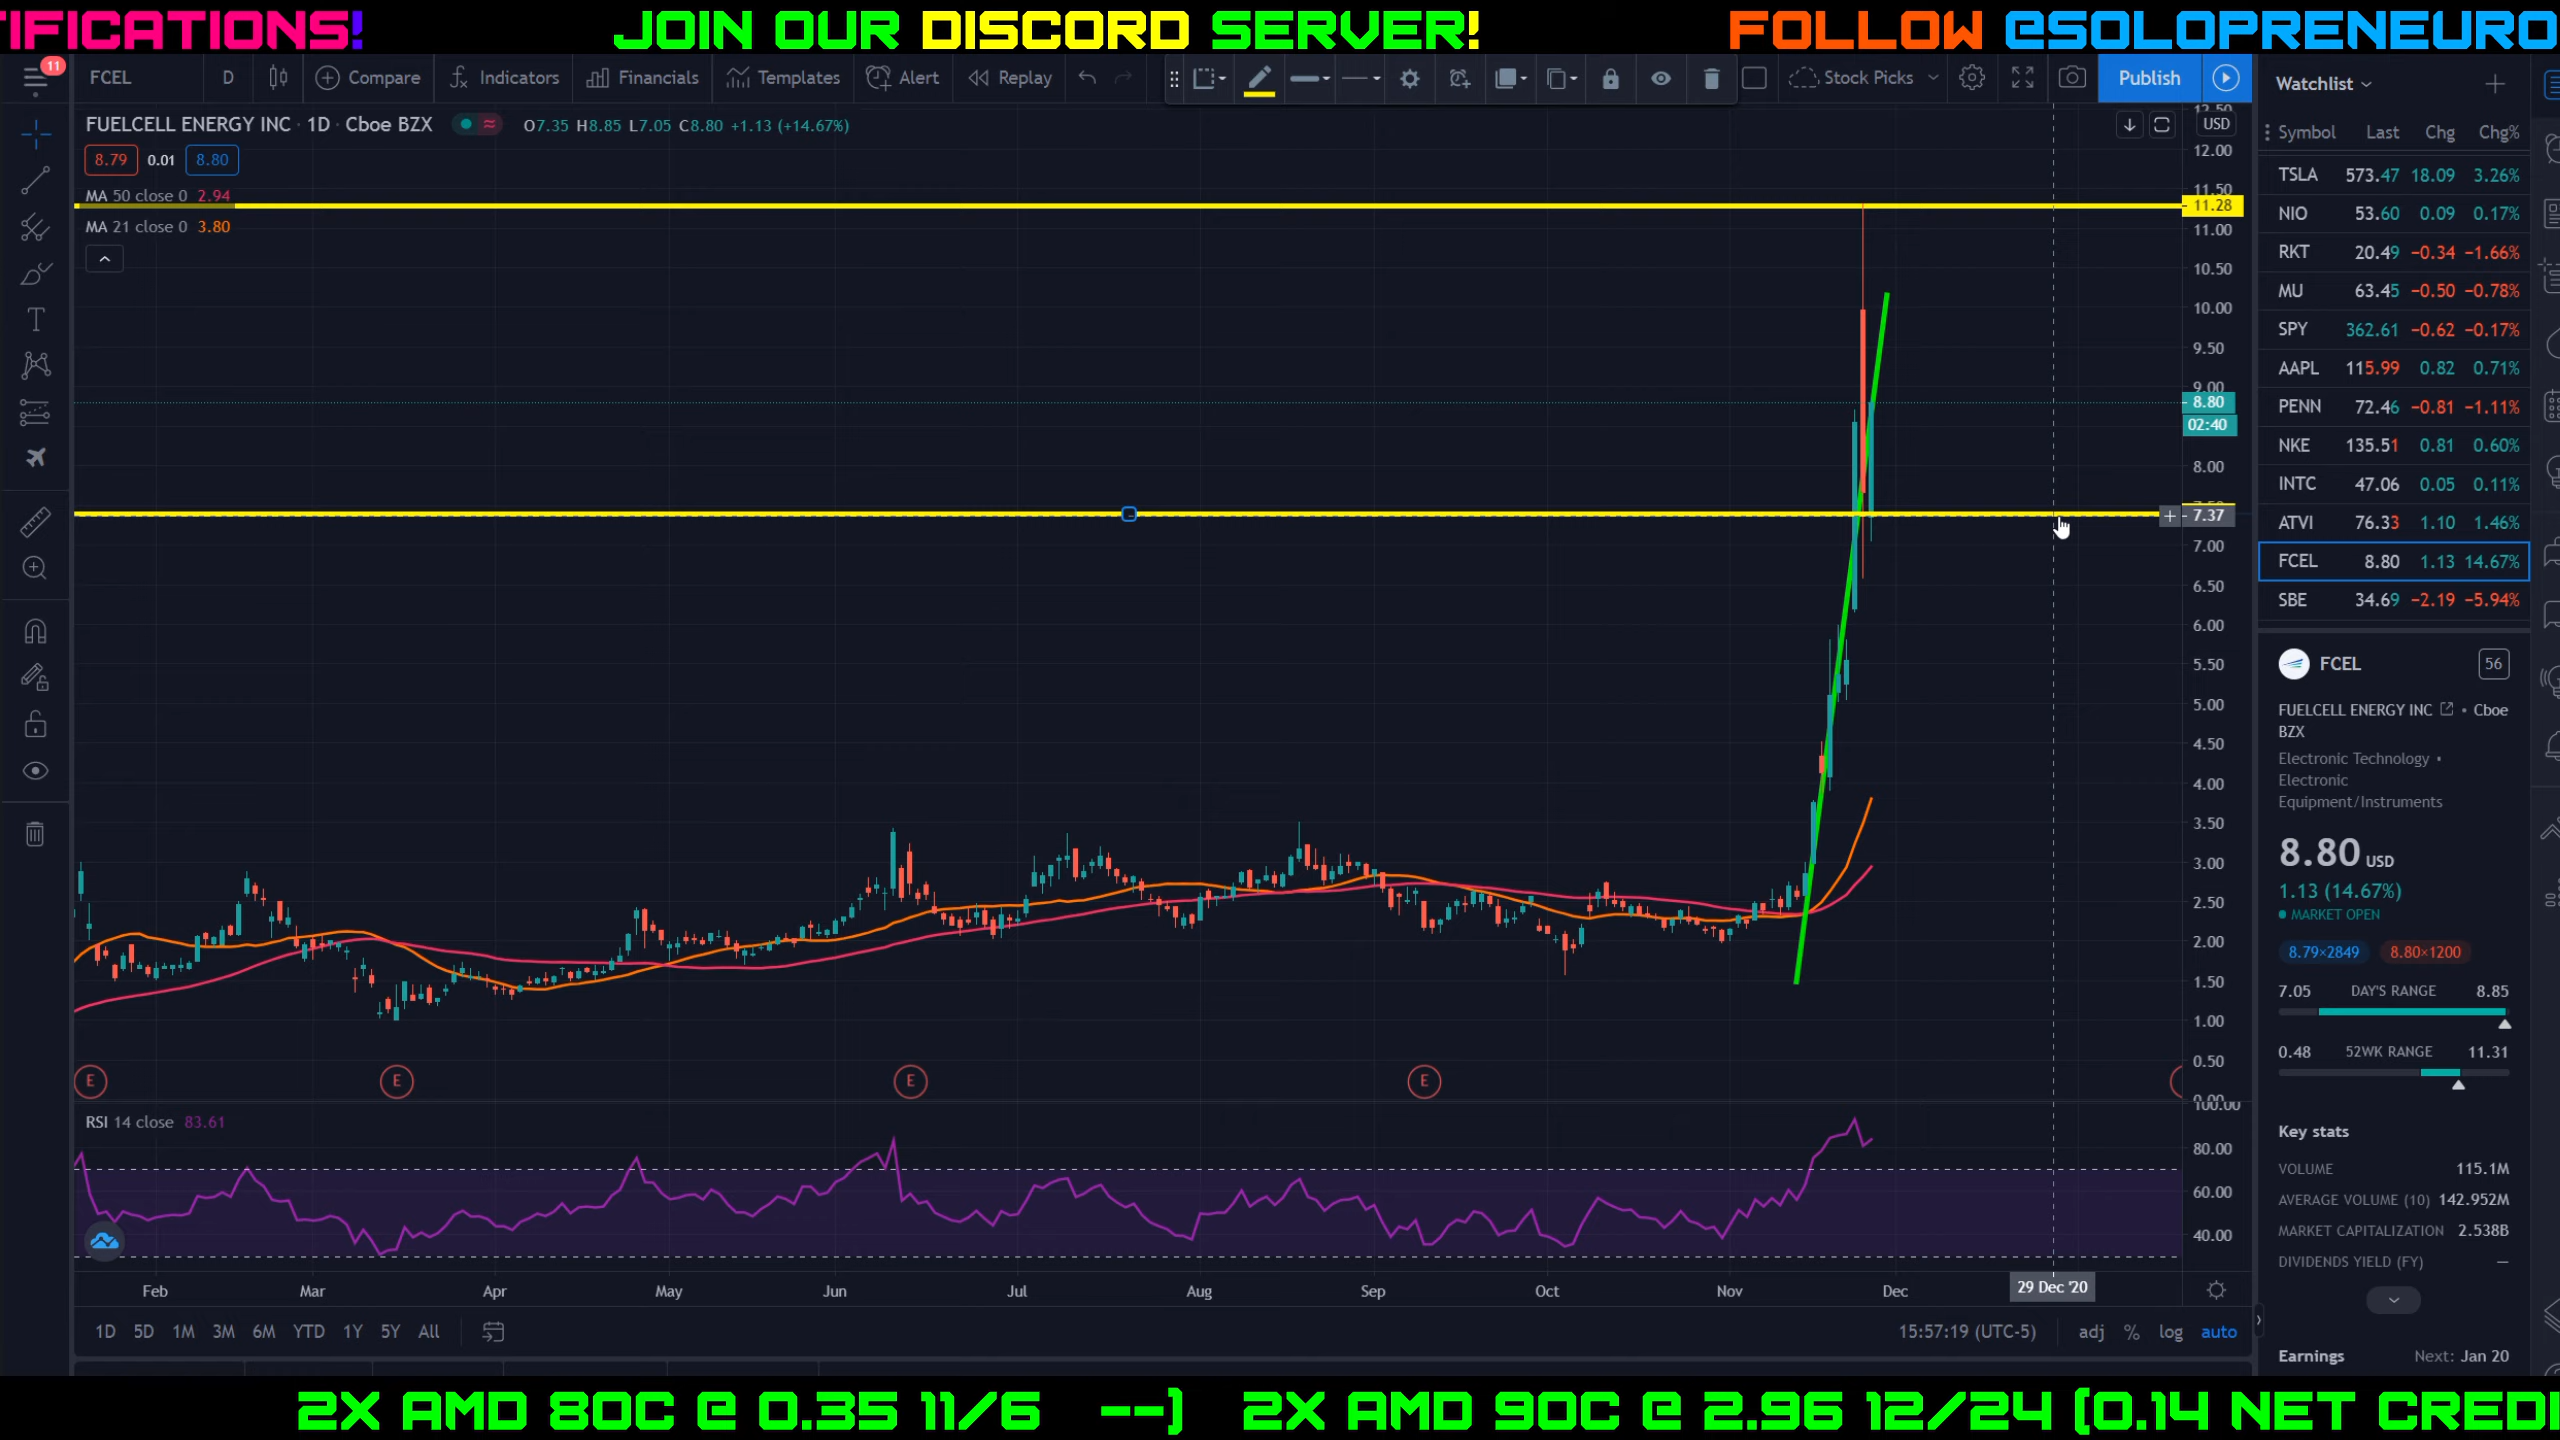 TIFICATIONS! JOIN OUR DISCORD SERVER! FOLLOW @SOLOPRENEURO
11
FCEL D Compare Indicators Financials Templates Alert Replay Stock Picks Publish
FUELCELL ENERGY INC · 1D · Cboe BZX O7.35 H8.85 L7.05 C8.80 +1.13 (+14.67%)
8.79 0.01 8.80
MA 50 close 0 2.94
MA 21 close 0 3.80
USD
12.50
12.00
11.50
11.28
11.00
10.50
10.00
9.50
9.00
8.80
02:40
8.00
7.37
7.00
6.50
6.00
5.50
5.00
4.50
4.00
3.50
3.00
2.50
2.00
1.50
1.00
0.50
0.00
E E E E
RSI 14 close 83.61
100.00
80.00
60.00
40.00
Feb Mar Apr May Jun Jul Aug Sep Oct Nov Dec 29 Dec '20
1D 5D 1M 3M 6M YTD 1Y 5Y All 15:57:19 (UTC-5) adj % log auto
Watchlist
Symbol Last Chg Chg%
TSLA 573.47 18.09 3.26%
NIO 53.60 0.09 0.17%
RKT 20.49 −0.34 −1.66%
MU 63.45 −0.50 −0.78%
SPY 362.61 −0.62 −0.17%
AAPL 115.99 0.82 0.71%
PENN 72.46 −0.81 −1.11%
NKE 135.51 0.81 0.60%
INTC 47.06 0.05 0.11%
ATVI 76.33 1.10 1.46%
FCEL 8.80 1.13 14.67%
SBE 34.69 −2.19 −5.94%
FCEL 56
FUELCELL ENERGY INC • Cboe
BZX
Electronic Technology •
Electronic
Equipment/Instruments
8.80 USD
1.13 (14.67%)
MARKET OPEN
8.79×2849 8.80×1200
7.05 DAY'S RANGE 8.85
0.48 52WK RANGE 11.31
Key stats
VOLUME 115.1M
AVERAGE VOLUME (10) 142.952M
MARKET CAPITALIZATION 2.538B
DIVIDENDS YIELD (FY) —
Earnings Next: Jan 20
2X AMD 80C @ 0.35 11/6 --) 2X AMD 90C @ 2.96 12/24 (0.14 NET CREDI